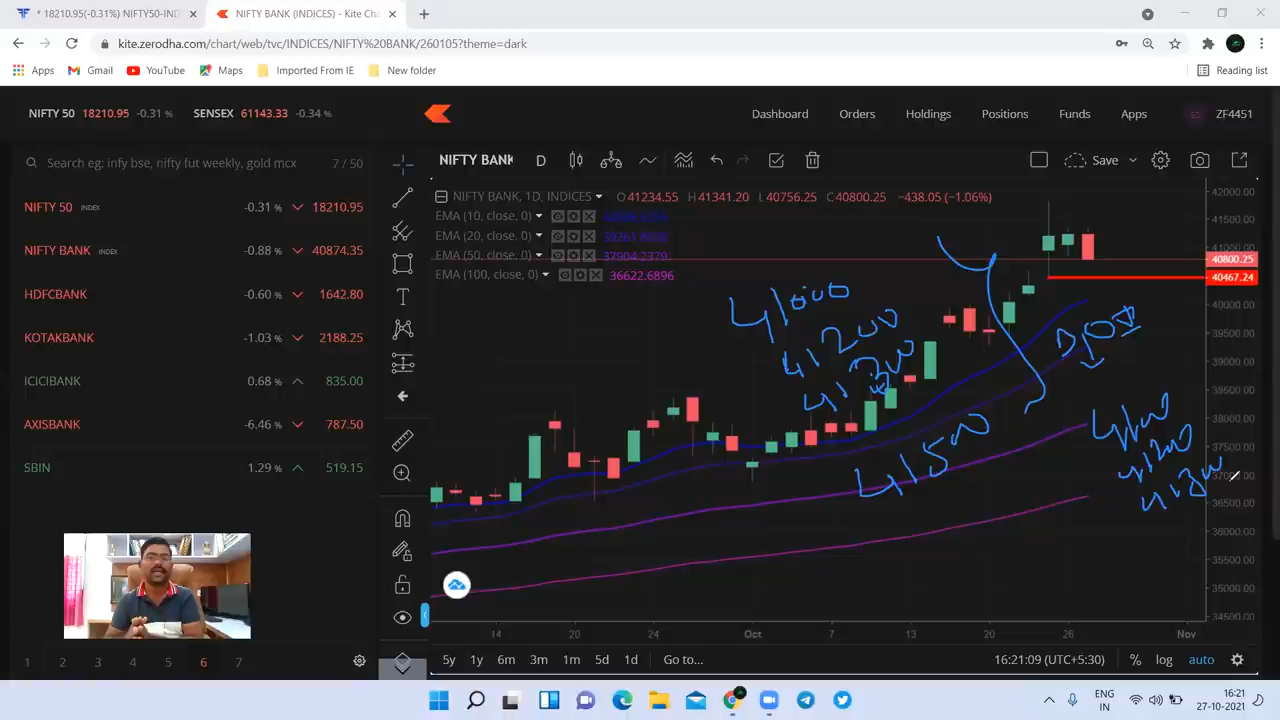 * 18210.95(-0.31%) NIFTY50-IND
NIFTY BANK (INDICES) - Kite Cha
kite.zerodha.com/chart/web/tvc/INDICES/NIFTY%20BANK/260105?theme=dark
Apps Gmail YouTube Maps Imported From IE New folder Reading list
NIFTY 50 18210.95 -0.31 % SENSEX 61143.33 -0.34 %
Dashboard Orders Holdings Positions Funds Apps ZF4451
Search eg: infy bse, nifty fut weekly, gold mcx 7 / 50
NIFTY BANK D Save
NIFTY 50 INDEX -0.31 % 18210.95
NIFTY BANK INDEX -0.88 % 40874.35
HDFCBANK -0.60 % 1642.80
KOTAKBANK -1.03 % 2188.25
ICICIBANK 0.68 % 835.00
AXISBANK -6.46 % 787.50
SBIN 1.29 % 519.15
1 2 3 4 5 6 7
NIFTY BANK, 1D, INDICES O41234.55 H41341.20 L40756.25 C40800.25 -438.05 (-1.06%)
EMA (10, close, 0)
EMA (20, close, 0) 39261.8666
EMA (50, close, 0) 37904.2379
EMA (100, close, 0) 36622.6896
41000
41200
41300
41500
42000.00
41500.00
41000.00
40800.25
40467.24
40000.00
39500.00
39000.00
38500.00
38000.00
37500.00
37000.00
36500.00
36000.00
35500.00
35000.00
34500.00
14 20 24 Oct 7 13 20 26 Nov
5y 1y 6m 3m 1m 5d 1d Go to... 16:21:09 (UTC+5:30) % log auto
ENG
IN
16:21
27-10-2021